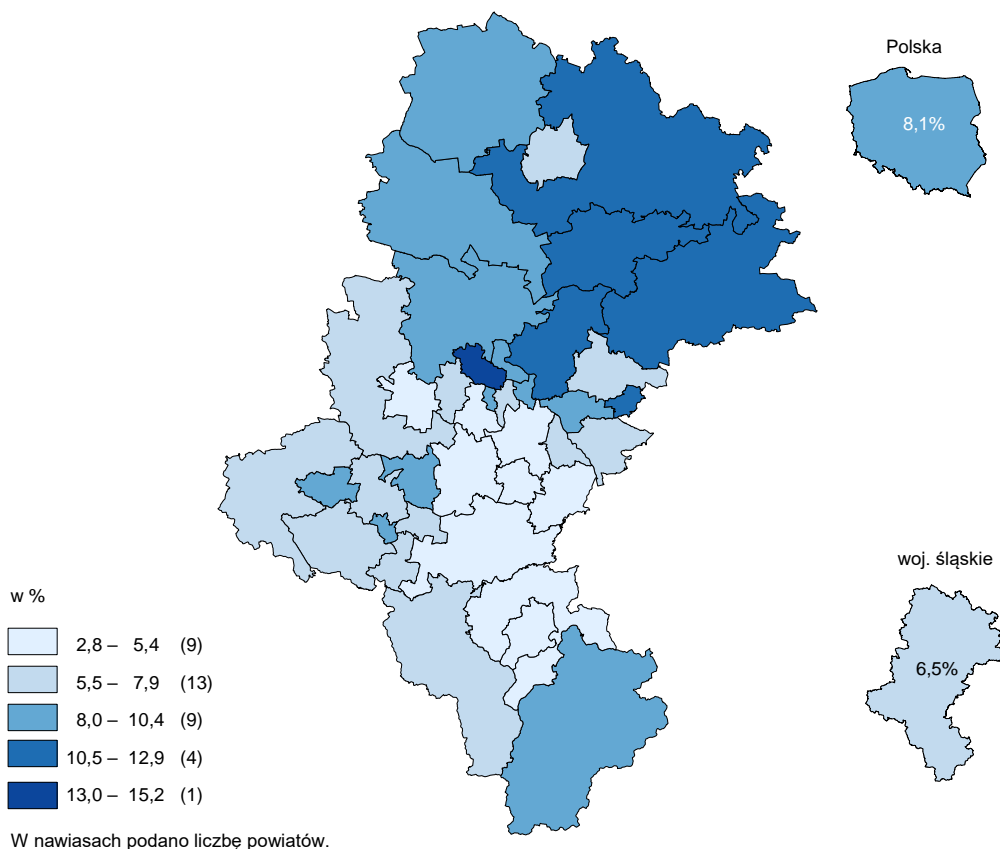 Polska
8,1%
woj. śląskie
6,5%
w %
2,8 – 5,4 (9)
5,5 – 7,9 (13)
8,0 – 10,4 (9)
10,5 – 12,9 (4)
13,0 – 15,2 (1)
W nawiasach podano liczbę powiatów.